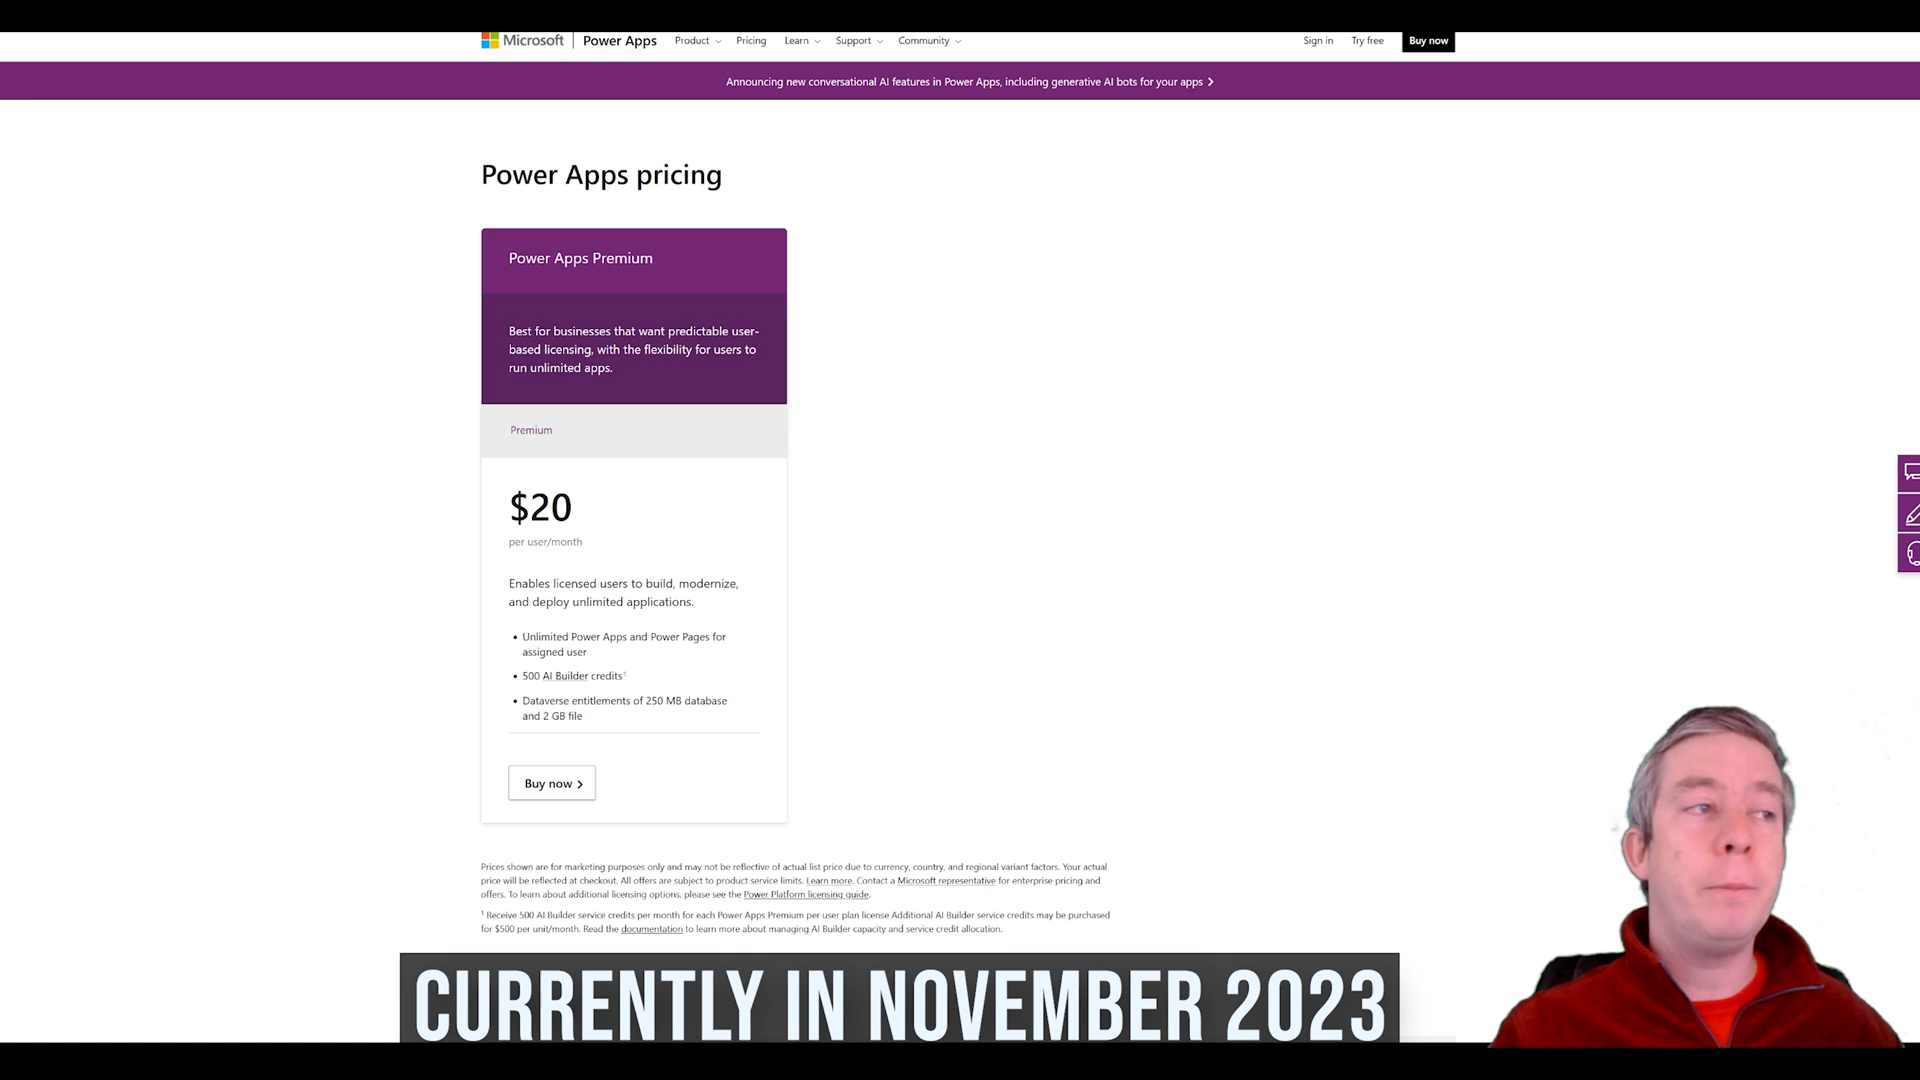 Microsoft | Power Apps Product Pricing Learn Support Community Sign in Try free Buy now
Announcing new conversational AI features in Power Apps, including generative AI bots for your apps
Power Apps pricing
Power Apps Premium
Best for businesses that want predictable user-
based licensing, with the flexibility for users to
run unlimited apps.
Premium
$20
per user/month
Enables licensed users to build, modernize,
and deploy unlimited applications.
• Unlimited Power Apps and Power Pages for
assigned user
• 500 AI Builder credits¹
• Dataverse entitlements of 250 MB database
and 2 GB file
Buy now
Prices shown are for marketing purposes only and may not be reflective of actual list price due to currency, country, and regional variant factors. Your actual
price will be reflected at checkout. All offers are subject to product service limits. Learn more. Contact a Microsoft representative for enterprise pricing and
offers. To learn about additional licensing options, please see the Power Platform licensing guide.
¹ Receive 500 AI Builder service credits per month for each Power Apps Premium per user plan license Additional AI Builder service credits may be purchased
for $500 per unit/month. Read the documentation to learn more about managing AI Builder capacity and service credit allocation.
CURRENTLY IN NOVEMBER 2023